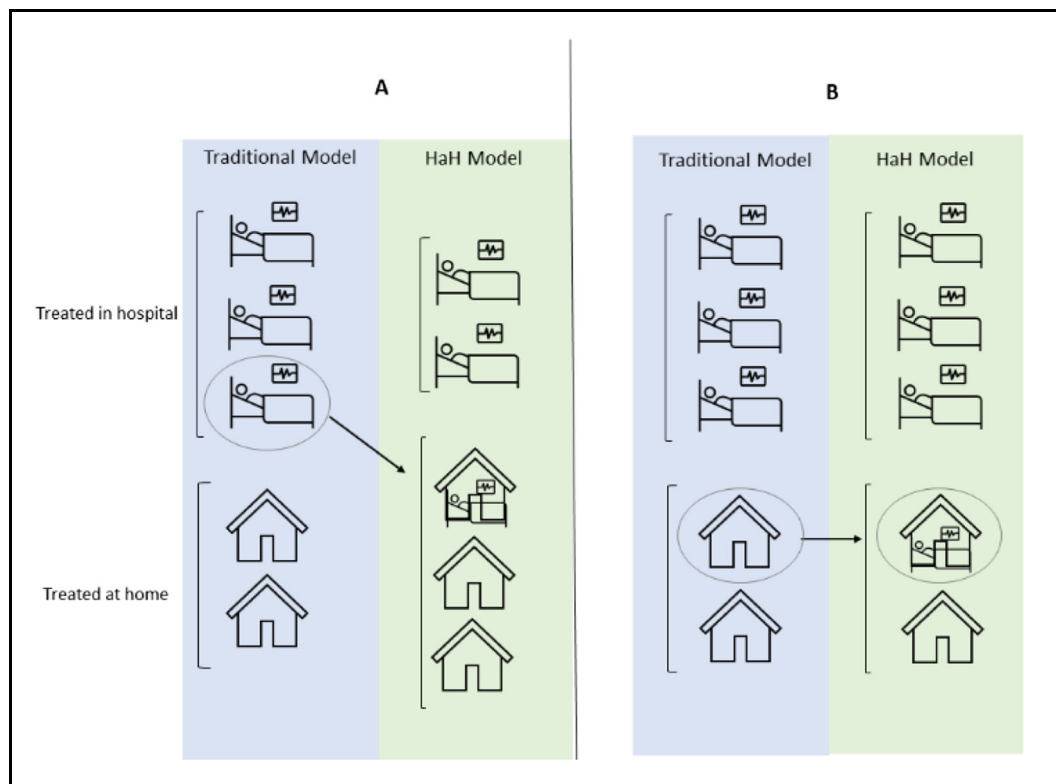 A
B
Traditional Model
HaH Model
Traditional Model
HaH Model
Treated in hospital
Treated at home